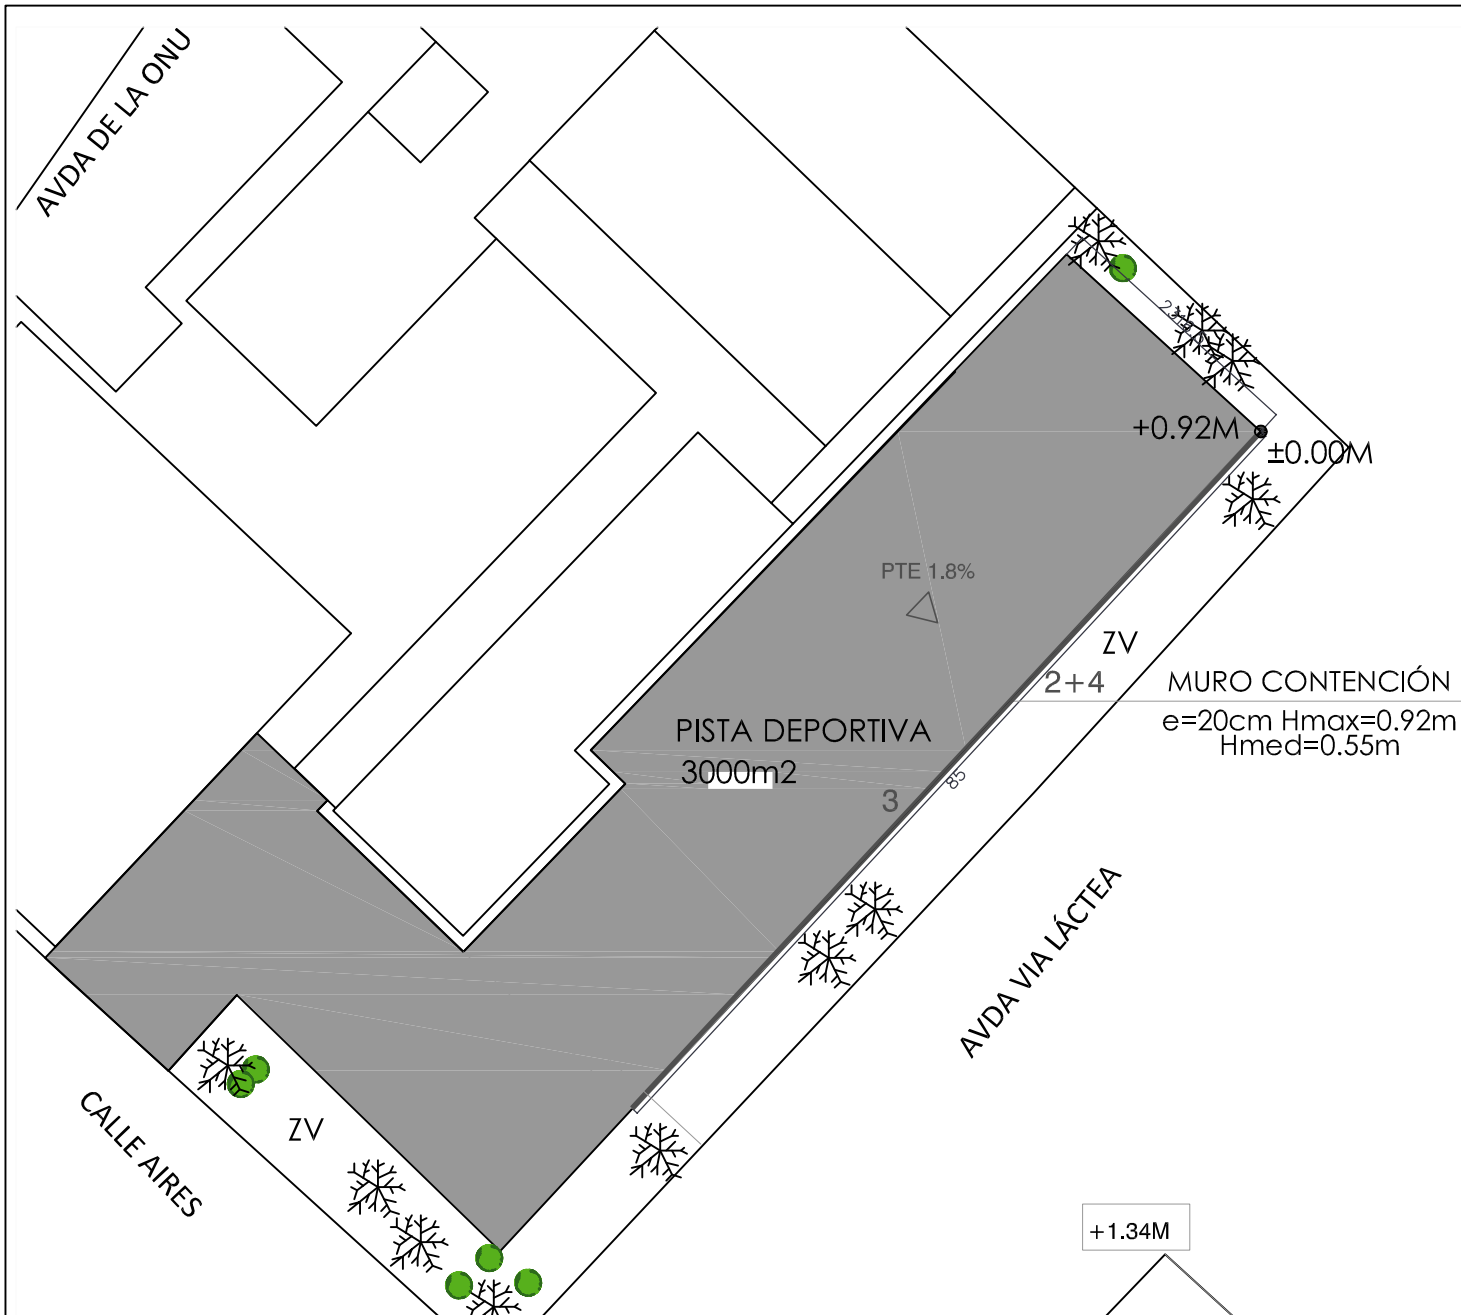 AVDA DE LA ONU
+0.92M
±0.00M
PTE 1.8%
ZV
2+4
MURO CONTENCIÓN
e=20cm Hmax=0.92m
Hmed=0.55m
PISTA DEPORTIVA
3000m2
3
85
AVDA VIA LÁCTEA
CALLE AIRES
ZV
+1.34M